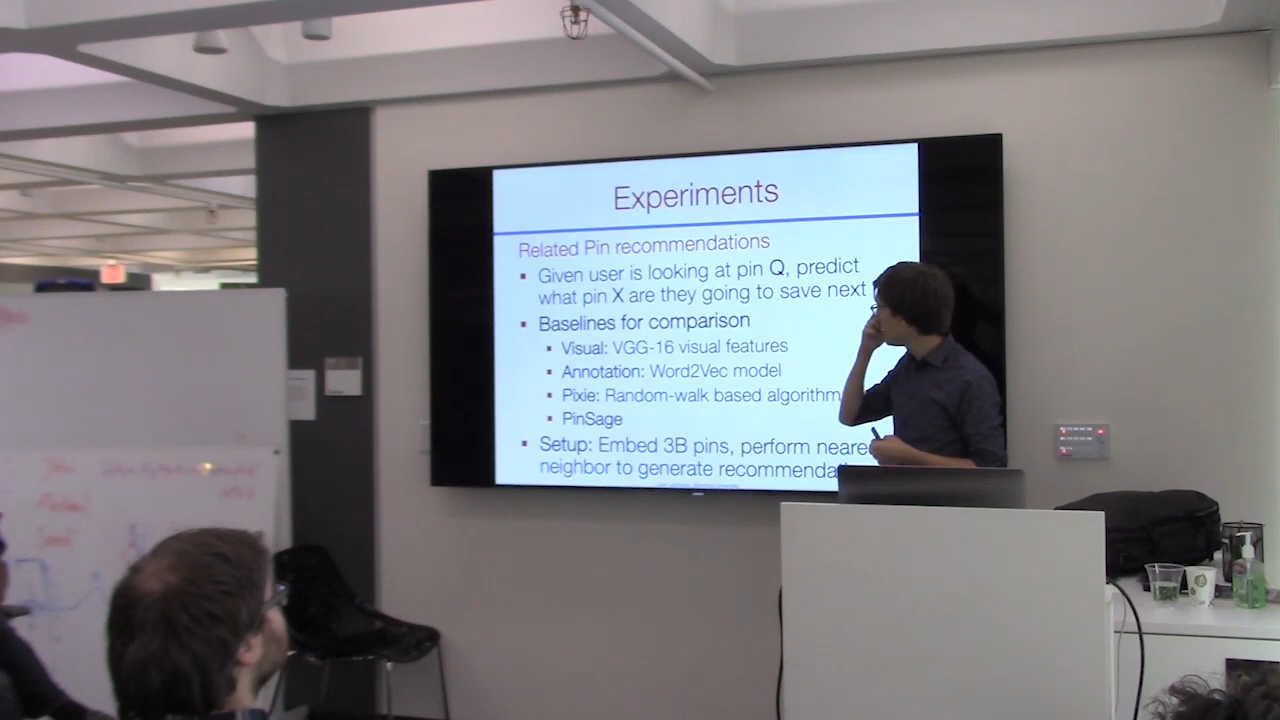 Experiments
Related Pin recommendations
Given user is looking at pin Q, predict
what pin X are they going to save next
Baselines for comparison
Visual: VGG-16 visual features
Annotation: Word2Vec model
Pixie: Random-walk based algorithm
PinSage
Setup: Embed 3B pins, perform
neighbor to generate